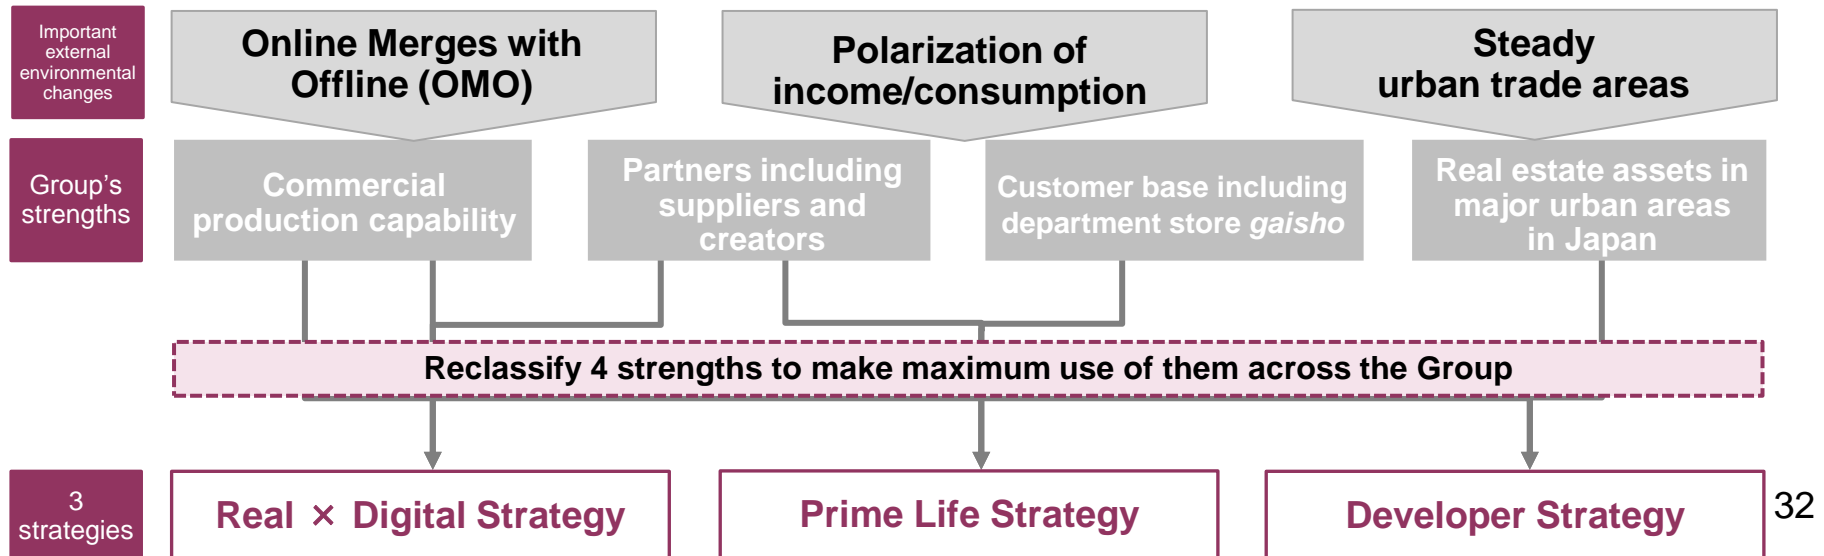 Important
external
environmental
changes
Online Merges with
Offline (OMO)
Polarization of
income/consumption
Steady
urban trade areas
Group's
strengths
Commercial
production capability
Partners including
suppliers and
creators
Customer base including
department store gaisho
Real estate assets in
major urban areas
in Japan
Reclassify 4 strengths to make maximum use of them across the Group
3
strategies
Real × Digital Strategy
Prime Life Strategy
Developer Strategy
32